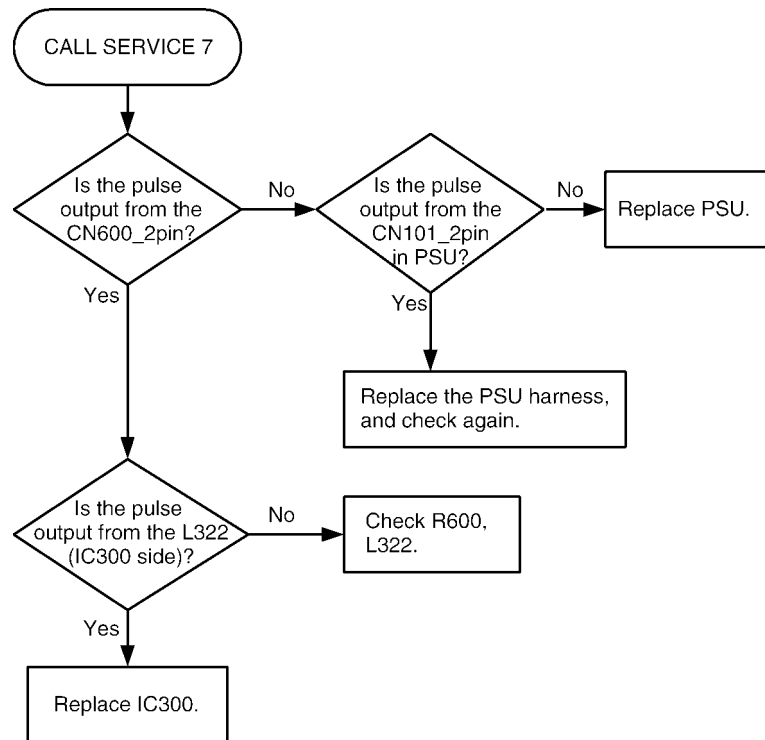 CALL SERVICE 7
Is the pulse
output from the
CN600_2pin?
No
Is the pulse
output from the
CN101_2pin
in PSU?
No
Replace PSU.
Yes
Yes
Replace the PSU harness,
and check again.
Is the pulse
output from the L322
(IC300 side)?
No
Check R600,
L322.
Yes
Replace IC300.